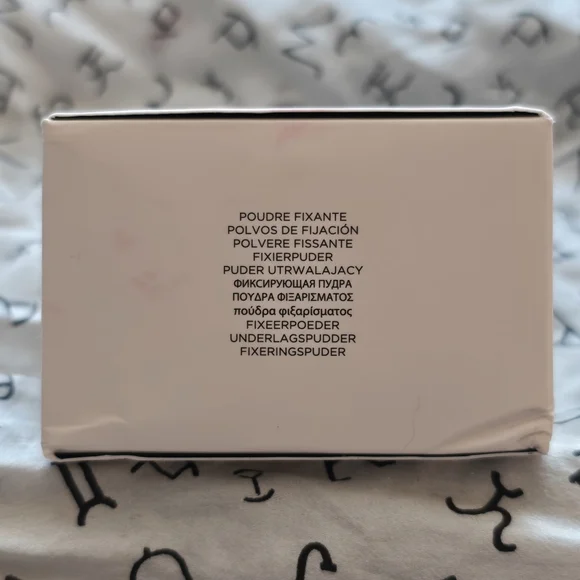 POUDRE FIXANTE
POLVOS DE FIJACIÓN
POLVERE FISSANTE
FIXIERPUDER
PUDER UTRWALAJACY
ФИКСИРУЮЩАЯ ПУДРА
ΠΟΥΔΡΑ ΦΙΞΑΡΙΣΜΑΤΟΣ
πούδρα φιξαρίσματος
FIXEERPOEDER
UNDERLAGSPUDDER
FIXERINGSPUDER